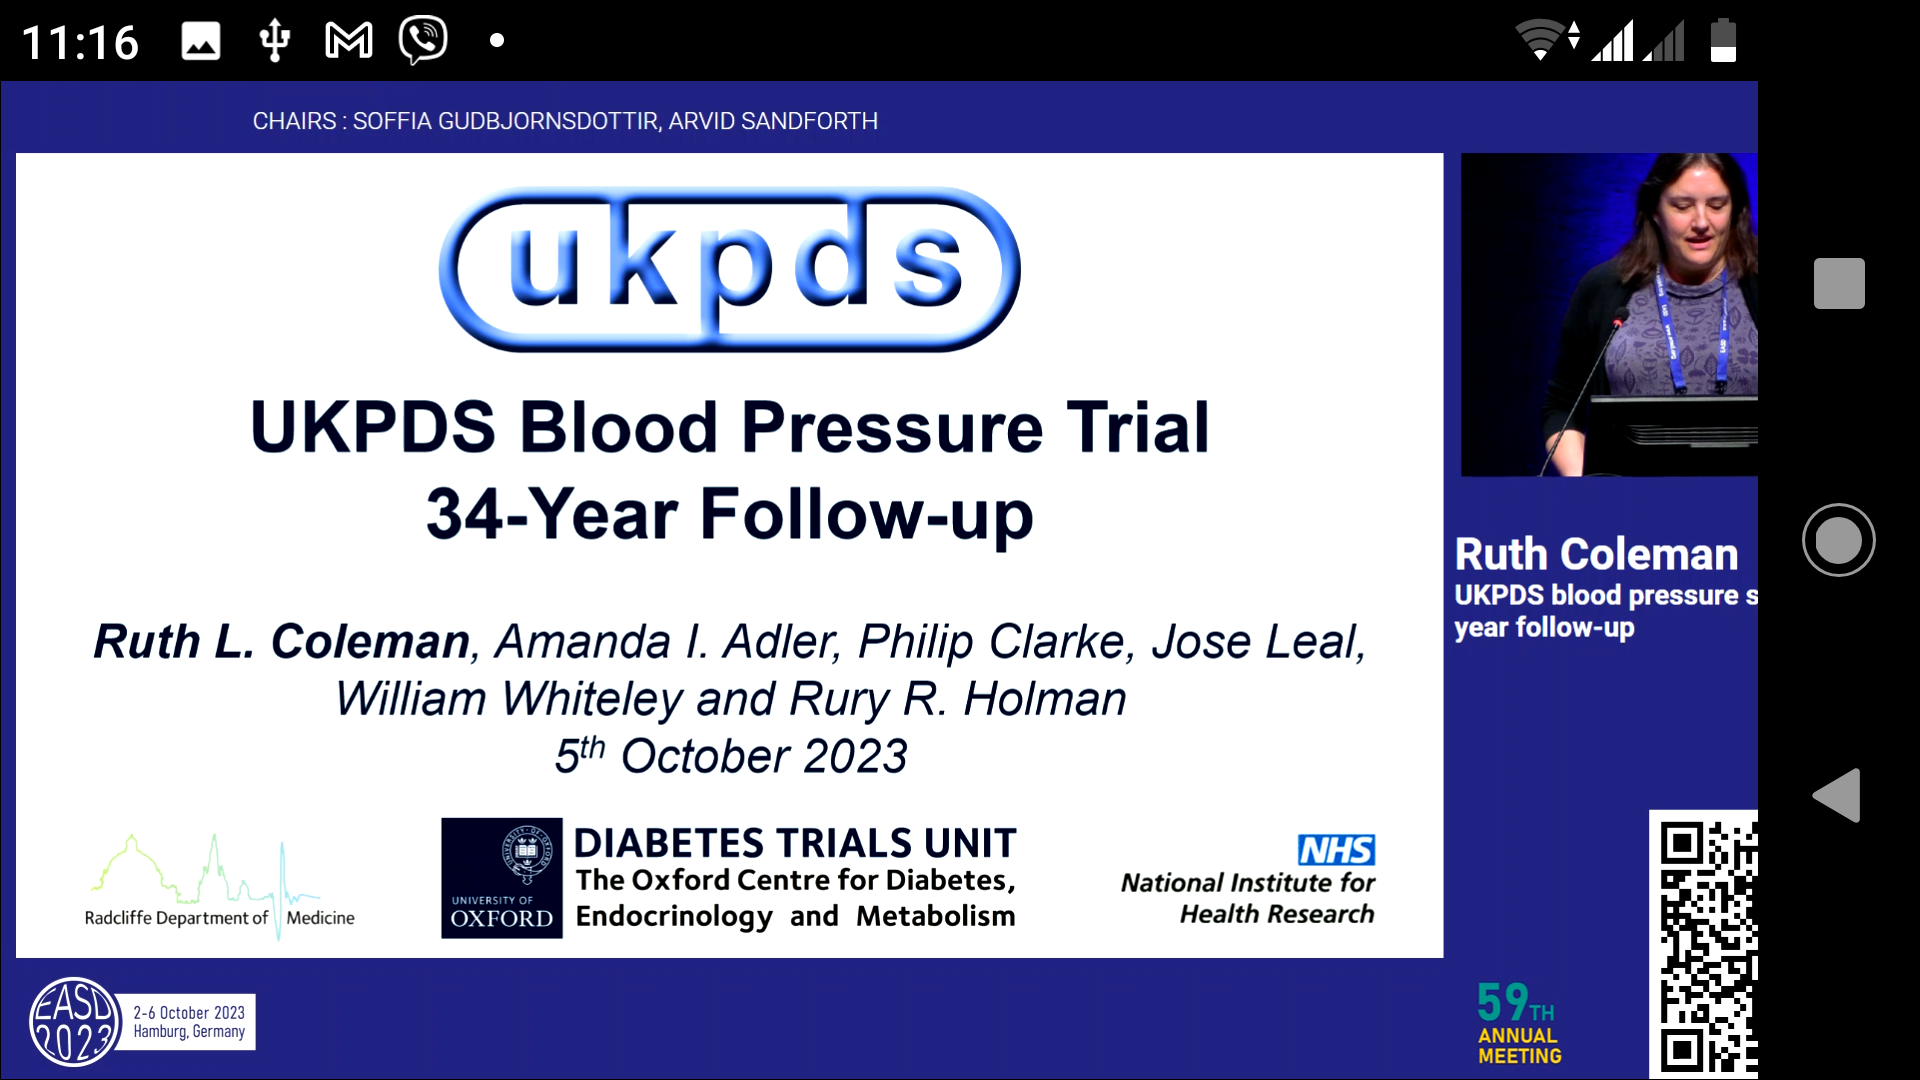 11:16
CHAIRS : SOFFIA GUDBJORNSDOTTIR, ARVID SANDFORTH
ukpds
UKPDS Blood Pressure Trial
34-Year Follow-up
Ruth L. Coleman, Amanda I. Adler, Philip Clarke, Jose Leal,
William Whiteley and Rury R. Holman
5th October 2023
Radcliffe Department of Medicine
UNIVERSITY OF
OXFORD
DIABETES TRIALS UNIT
The Oxford Centre for Diabetes,
Endocrinology and Metabolism
NHS
National Institute for
Health Research
Ruth Coleman
UKPDS blood pressure s
year follow-up
EASD
2023
2-6 October 2023
Hamburg, Germany
59TH
ANNUAL
MEETING